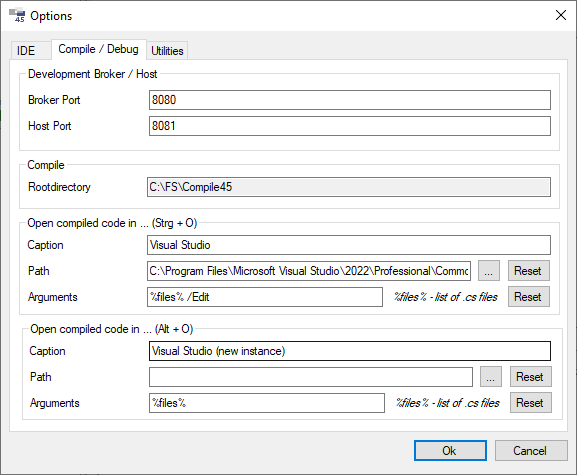 45 Options
IDE Compile / Debug Utilities
Development Broker / Host
Broker Port 8080
Host Port 8081
Compile
Rootdirectory C:\FS\Compile45
Open compiled code in ... (Strg + O)
Caption Visual Studio
Path C:\Program Files\Microsoft Visual Studio\2022\Professional\Commo ... Reset
Arguments %files% /Edit %files% - list of .cs files Reset
Open compiled code in ... (Alt + O)
Caption Visual Studio (new instance)
Path ... Reset
Arguments %files% %files% - list of .cs files Reset
Ok Cancel